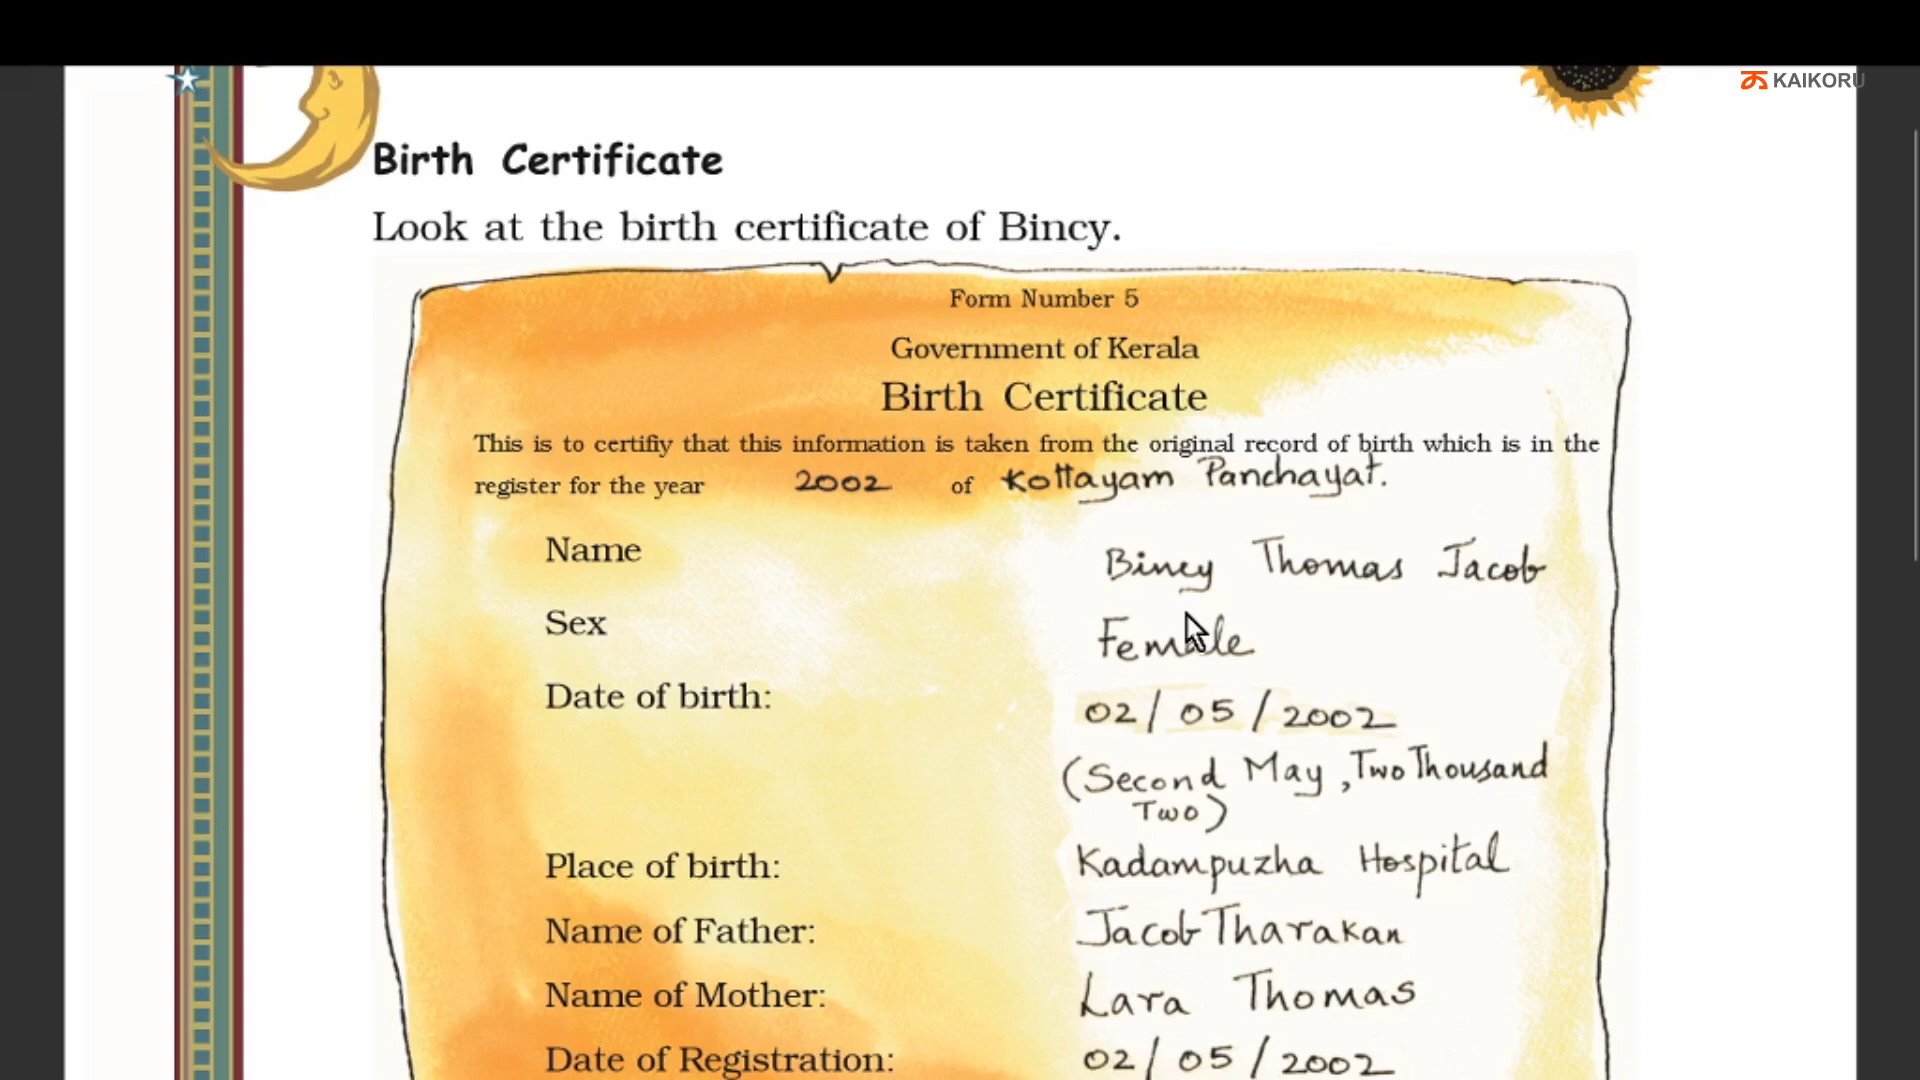 KAIKORU
Birth Certificate
Look at the birth certificate of Bincy.
Form Number 5
Government of Kerala
Birth Certificate
This is to certifiy that this information is taken from the original record of birth which is in the
register for the year 2002 of Kottayam Panchayat.
Name Bincy Thomas Jacob
Sex Female
Date of birth: 02/05/2002
(Second May, Two Thousand
Two)
Place of birth: Kadampuzha Hospital
Name of Father: Jacob Tharakan
Name of Mother: Lara Thomas
Date of Registration: 02/05/2002